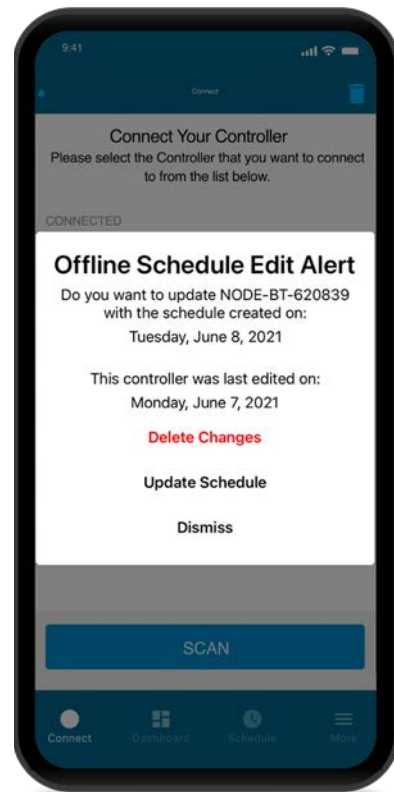 9:41
Connect
Connect Your Controller
Please select the Controller that you want to connect
to from the list below.
CONNECTED
Offline Schedule Edit Alert
Do you want to update NODE-BT-620839
with the schedule created on:
Tuesday, June 8, 2021
This controller was last edited on:
Monday, June 7, 2021
Delete Changes
Update Schedule
Dismiss
SCAN
Connect Dashboard Schedule More